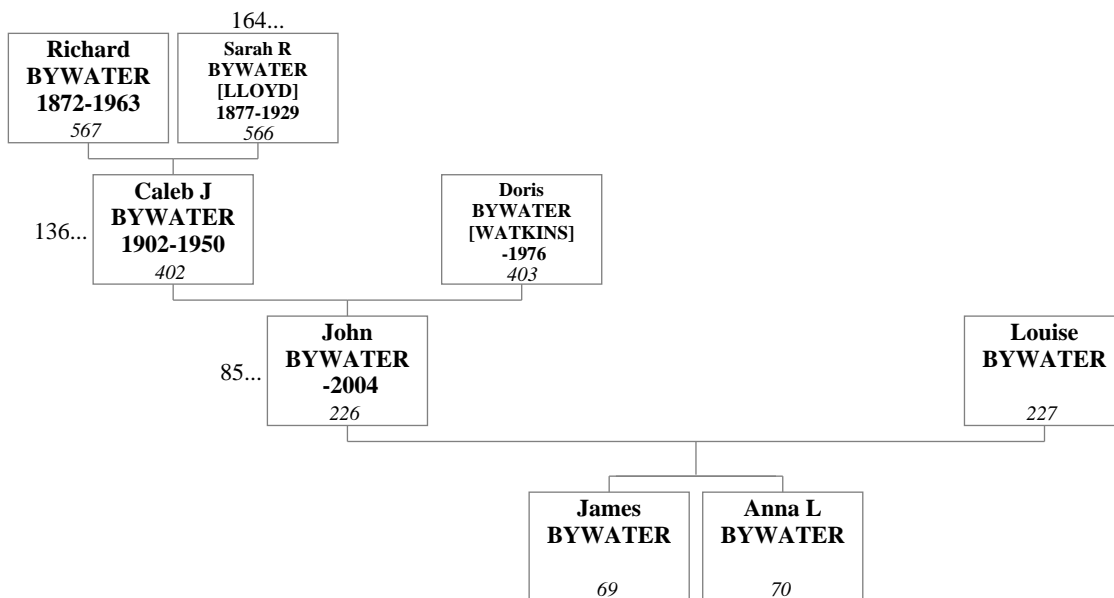 164...
Richard
BYWATER
1872-1963
567
Sarah R
BYWATER
[LLOYD]
1877-1929
566
136...
Caleb J
BYWATER
1902-1950
402
Doris
BYWATER
[WATKINS]
-1976
403
85...
John
BYWATER
-2004
226
Louise
BYWATER
227
James
BYWATER
69
Anna L
BYWATER
70